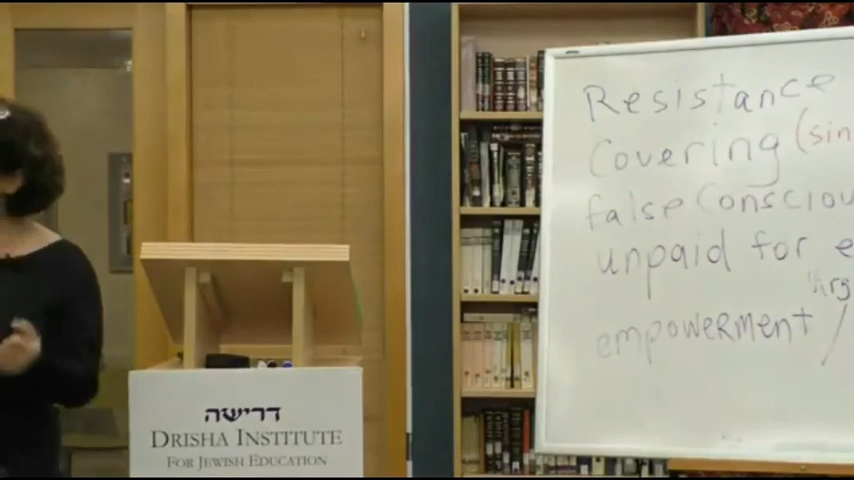 Resistance
Covering (sin
false Consciou
unpaid for e
empowerment /
דרישה
DRISHA INSTITUTE
FOR JEWISH EDUCATION